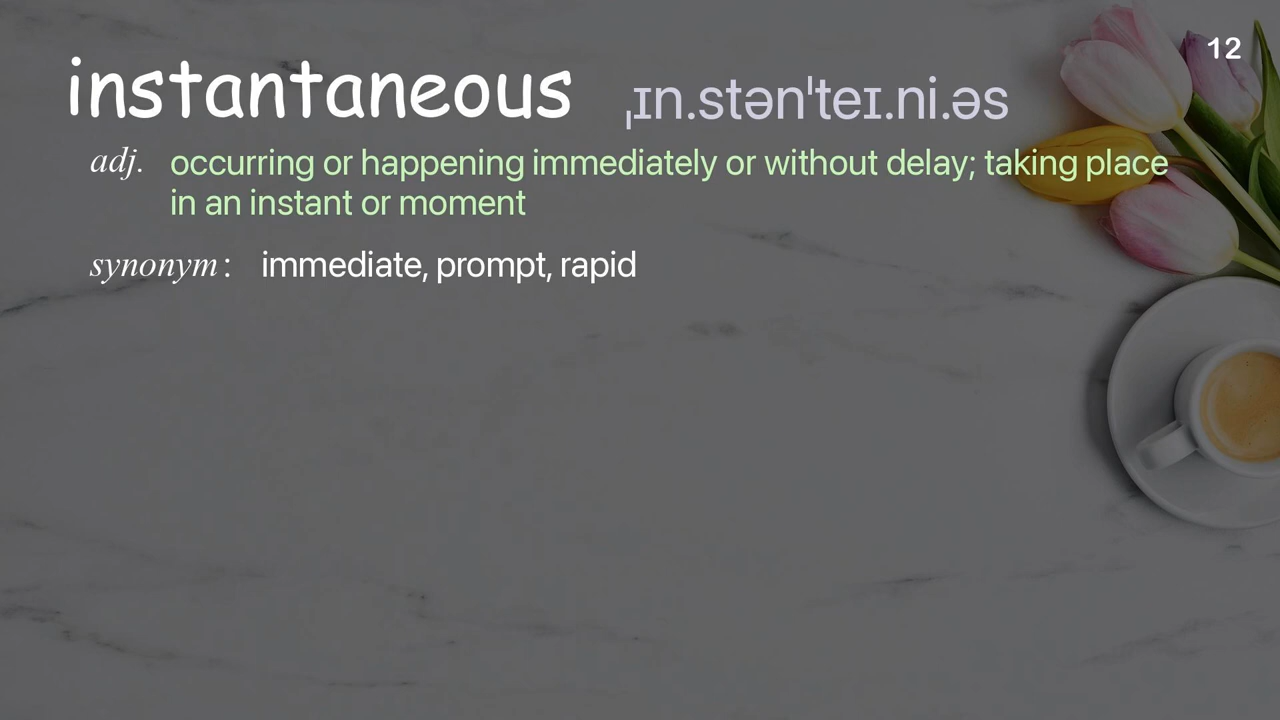 12
instantaneous ˌɪn.stənˈteɪ.ni.əs
adj. occurring or happening immediately or without delay; taking place
in an instant or moment
synonym: immediate, prompt, rapid